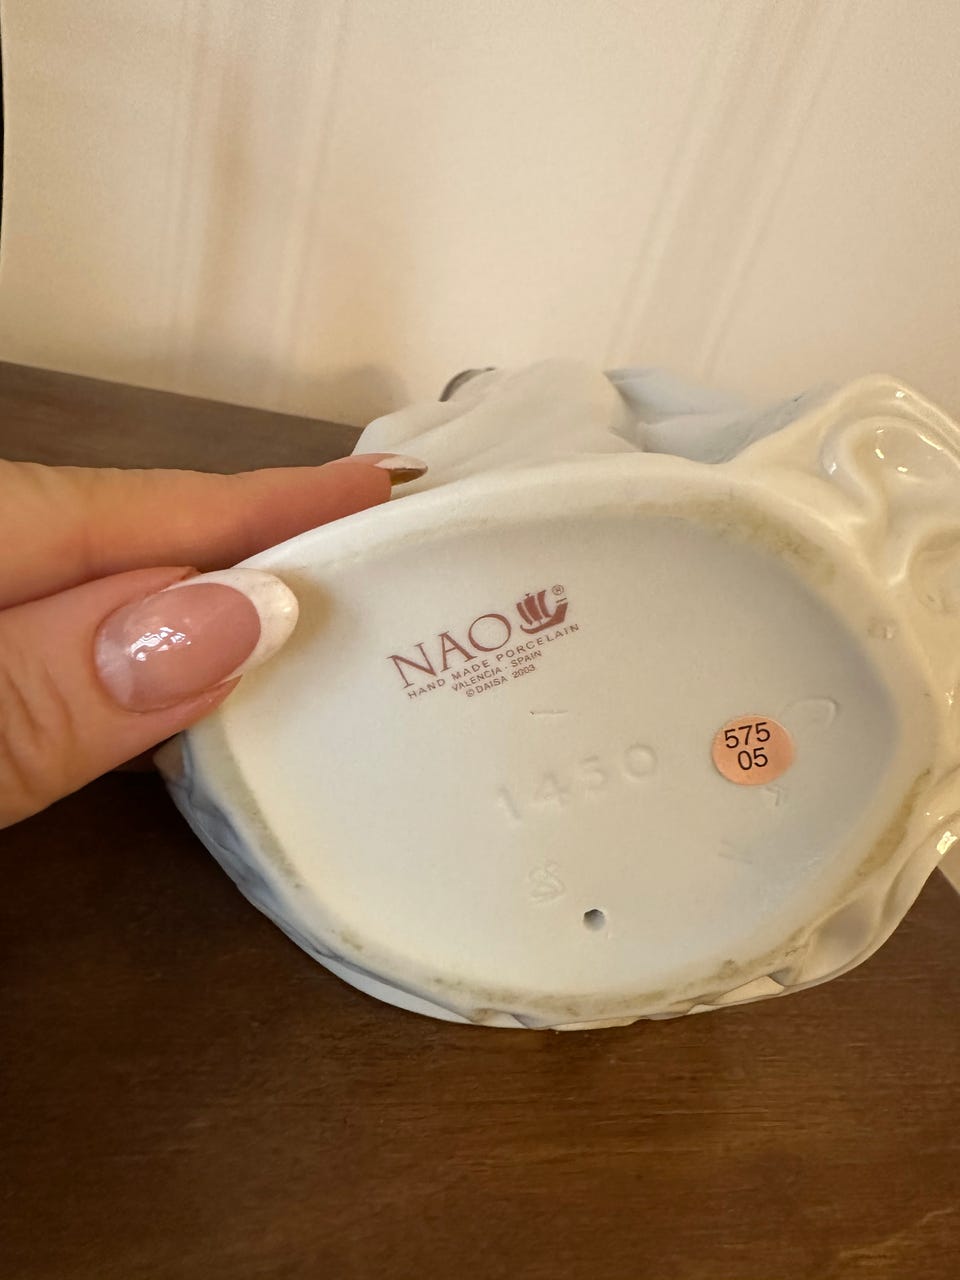 NAO ®
HAND MADE PORCELAIN
VALENCIA - SPAIN
© DAISA 2003
1450
575
05